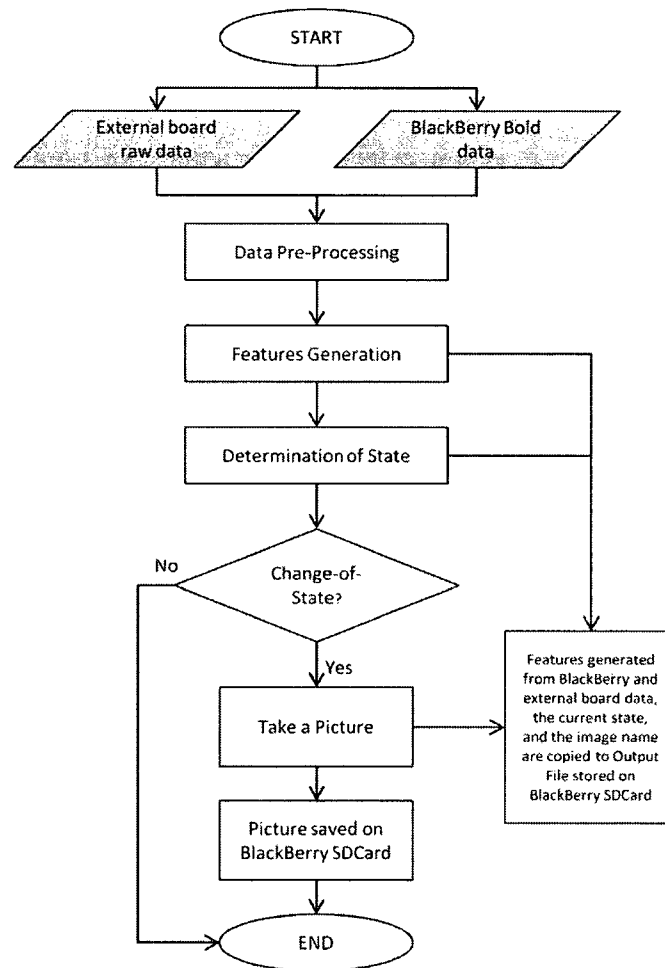 START
External board
raw data
BlackBerry Bold
data
Data Pre-Processing
Features Generation
Determination of State
No
Change-of-
State?
Yes
Take a Picture
Features generated
from BlackBerry and
external board data,
the current state,
and the image name
are copied to Output
File stored on
BlackBerry SDCard
Picture saved on
BlackBerry SDCard
END